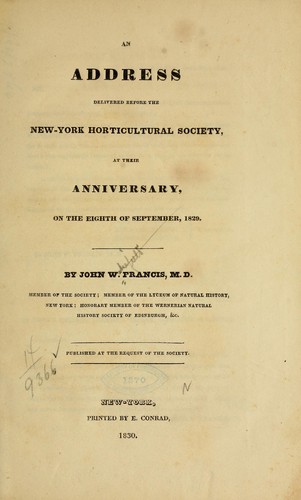 AN
ADDRESS
DELIVERED BEFORE THE
NEW-YORK HORTICULTURAL SOCIETY,
AT THEIR
ANNIVERSARY,
ON THE EIGHTH OF SEPTEMBER, 1829.
BY JOHN W. FRANCIS, M.D.
MEMBER OF THE SOCIETY; MEMBER OF THE LYCEUM OF NATURAL HISTORY,
NEW YORK; HONORARY MEMBER OF THE WERNERIAN NATURAL
HISTORY SOCIETY OF EDINBURGH, &c.
PUBLISHED AT THE REQUEST OF THE SOCIETY.
9366
1870
N
NEW-YORK,
PRINTED BY E. CONRAD,
1830.